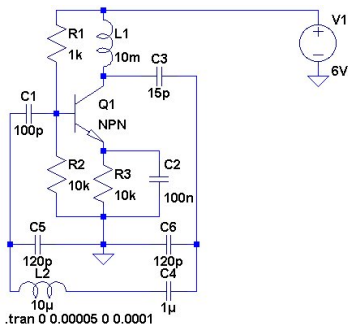 V1
R1
L1
1k
10m
C3
6V
15p
C1
Q1
100p
NPN
R2
R3
C2
10k
10k
100n
C5
C6
120p
120p
L2
C4
10µ
1µ
.tran 0 0.00005 0 0.0001